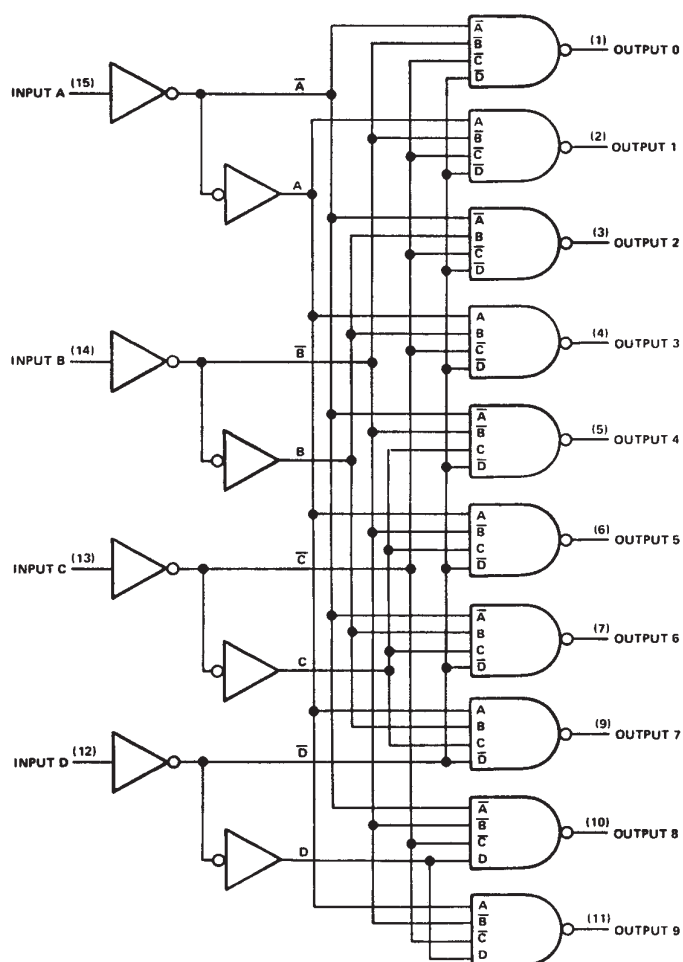 A̅
B̅ (1)
C̅ OUTPUT 0
D̅
INPUT A (15) A̅
A (2)
B̅ OUTPUT 1
C̅
D̅
A
A̅ (3)
B OUTPUT 2
C̅
D̅
A (4)
B OUTPUT 3
C̅
D̅
INPUT B (14) B̅
A̅ (5)
B̅ OUTPUT 4
C
D̅
B
A (6)
B̅ OUTPUT 5
C
D̅
INPUT C (13) C̅
A̅ (7)
B OUTPUT 6
C
D̅
C
A (9)
B OUTPUT 7
C
D̅
INPUT D (12) D̅
A̅ (10)
B̅ OUTPUT 8
C̅
D
D
A (11)
B̅ OUTPUT 9
C̅
D